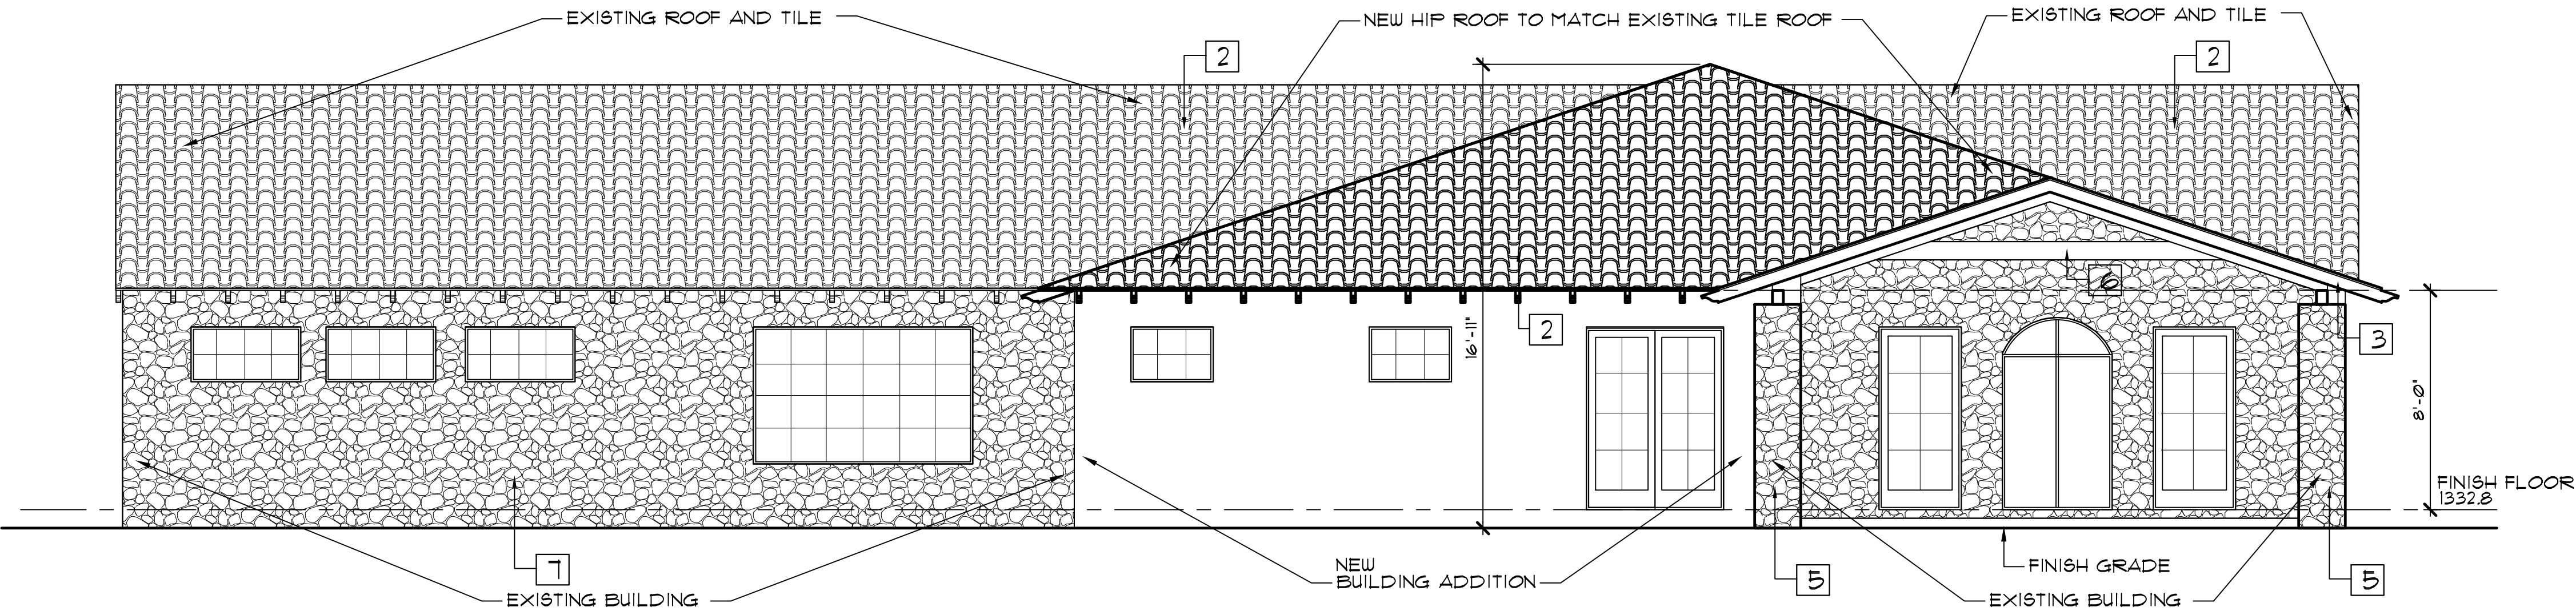 EXISTING ROOF AND TILE
NEW HIP ROOF TO MATCH EXISTING TILE ROOF
EXISTING ROOF AND TILE
2
2
16'-11"
2
6
3
8'-0"
FINISH FLOOR
1332.8
7
NEW
BUILDING ADDITION
FINISH GRADE
5
5
EXISTING BUILDING
EXISTING BUILDING